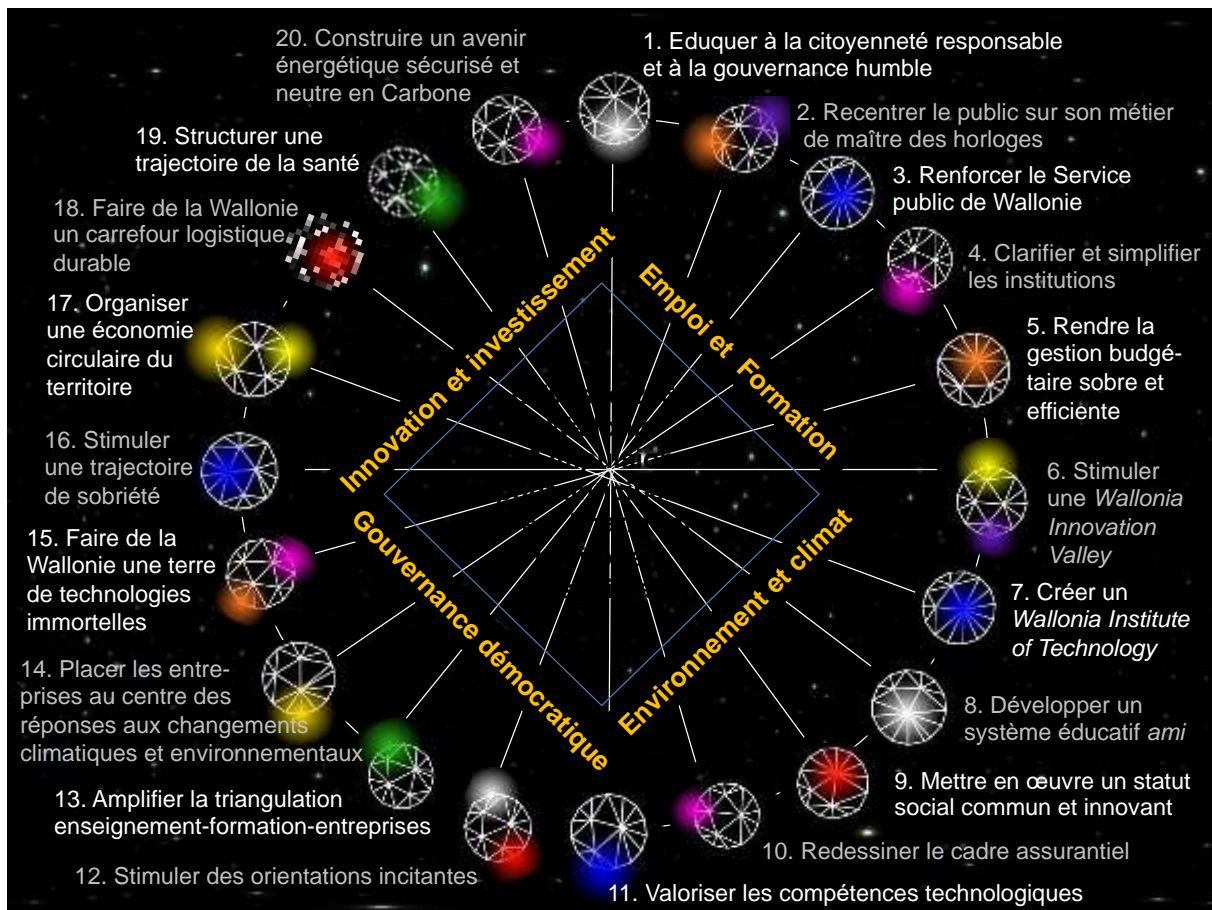 1. Eduquer à la citoyenneté responsable
et à la gouvernance humble
2. Recentrer le public sur son métier
de maître des horloges
3. Renforcer le Service
public de Wallonie
4. Clarifier et simplifier
les institutions
5. Rendre la
gestion budgé-
taire sobre et
efficiente
6. Stimuler
une Wallonia
Innovation
Valley
7. Créer un
Wallonia Institute
of Technology
8. Développer un
système éducatif ami
9. Mettre en œuvre un statut
social commun et innovant
10. Redessiner le cadre assurantiel
11. Valoriser les compétences technologiques
12. Stimuler des orientations incitantes
13. Amplifier la triangulation
enseignement-formation-entreprises
14. Placer les entre-
prises au centre des
réponses aux changements
climatiques et environnementaux
15. Faire de la
Wallonie une terre
de technologies
immortelles
16. Stimuler
une trajectoire
de sobriété
17. Organiser
une économie
circulaire du
territoire
18. Faire de la Wallonie
un carrefour logistique
durable
19. Structurer une
trajectoire de la santé
20. Construire un avenir
énergétique sécurisé et
neutre en Carbone
Innovation et investissement
Emploi et Formation
Gouvernance démocratique
Environnement et climat